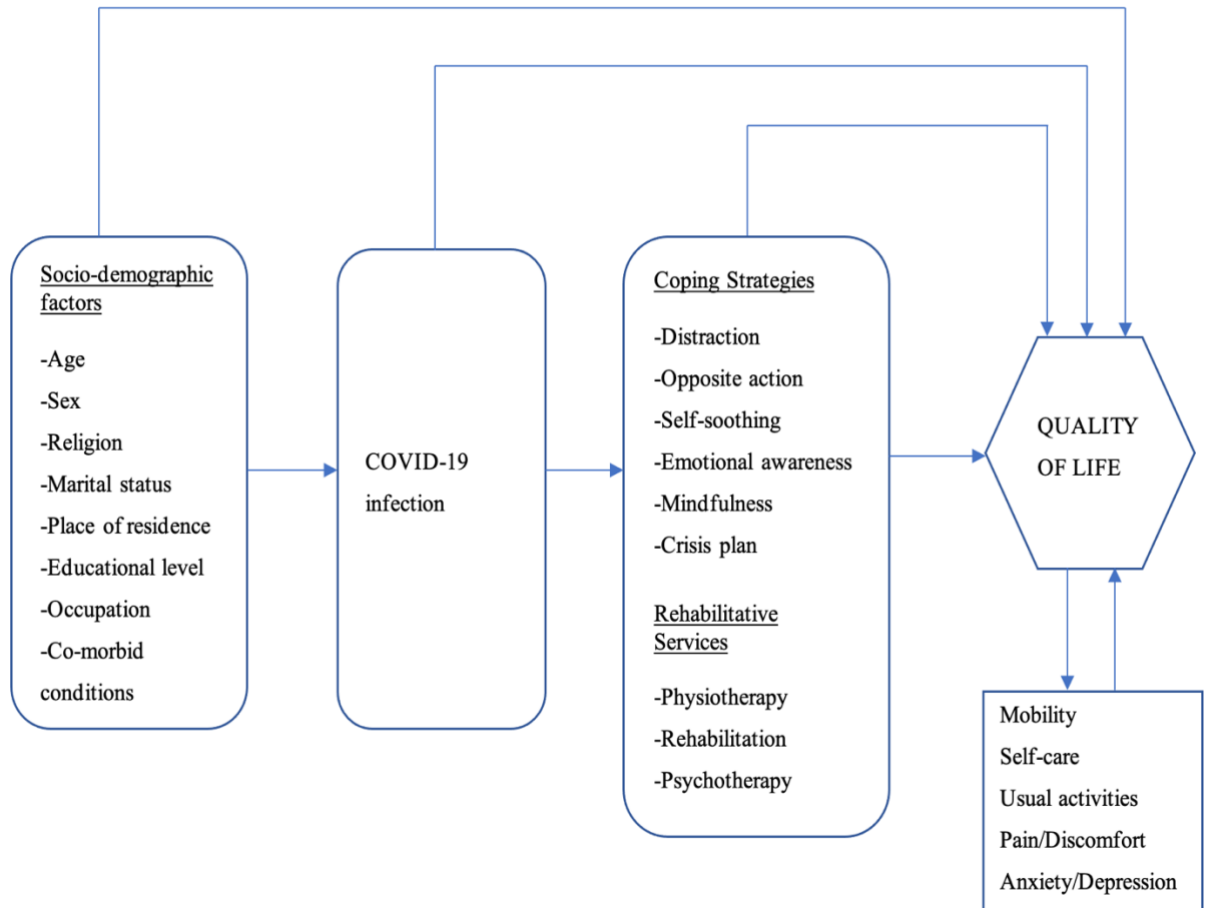 Socio-demographic
factors
-Age
-Sex
-Religion
-Marital status
-Place of residence
-Educational level
-Occupation
-Co-morbid
conditions
COVID-19
infection
Coping Strategies
-Distraction
-Opposite action
-Self-soothing
-Emotional awareness
-Mindfulness
-Crisis plan
Rehabilitative
Services
-Physiotherapy
-Rehabilitation
-Psychotherapy
QUALITY
OF LIFE
Mobility
Self-care
Usual activities
Pain/Discomfort
Anxiety/Depression